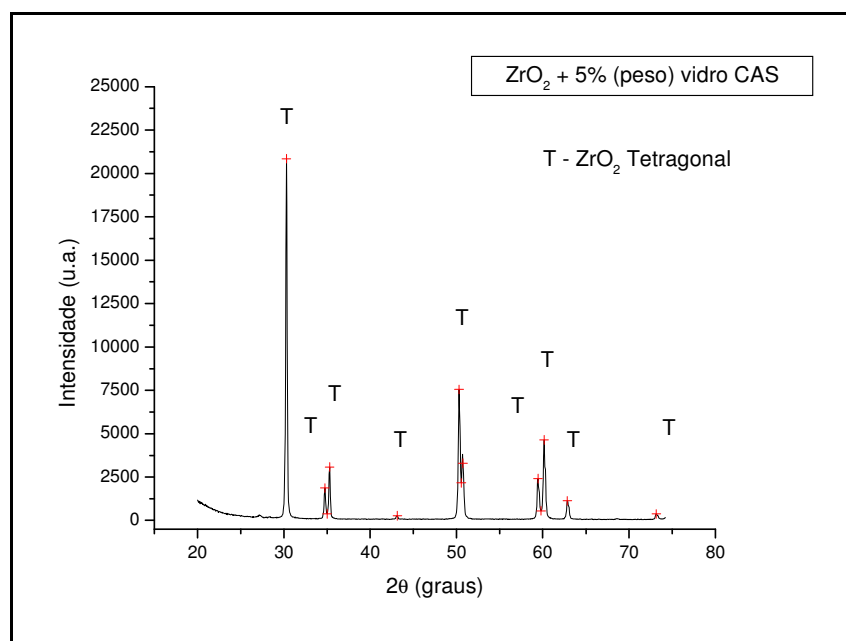 ZrO2 + 5% (peso) vidro CAS
T - ZrO2 Tetragonal
Intensidade (u.a.)
25000
22500
20000
17500
15000
12500
10000
7500
5000
2500
0
T
T
T
T
T
T
T
T
T
20
30
40
50
60
70
80
2θ (graus)